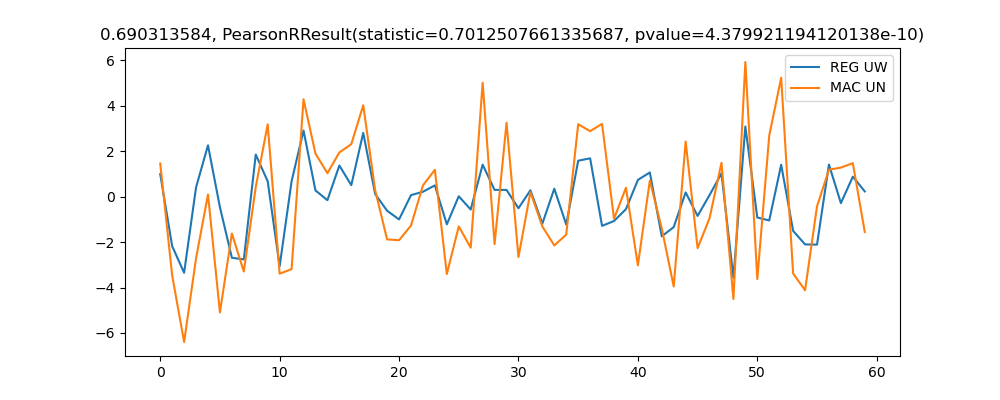 0.690313584, PearsonRResult(statistic=0.7012507661335687, pvalue=4.379921194120138e-10)
REG UW
MAC UN
6
4
2
0
−2
−4
−6
0 10 20 30 40 50 60